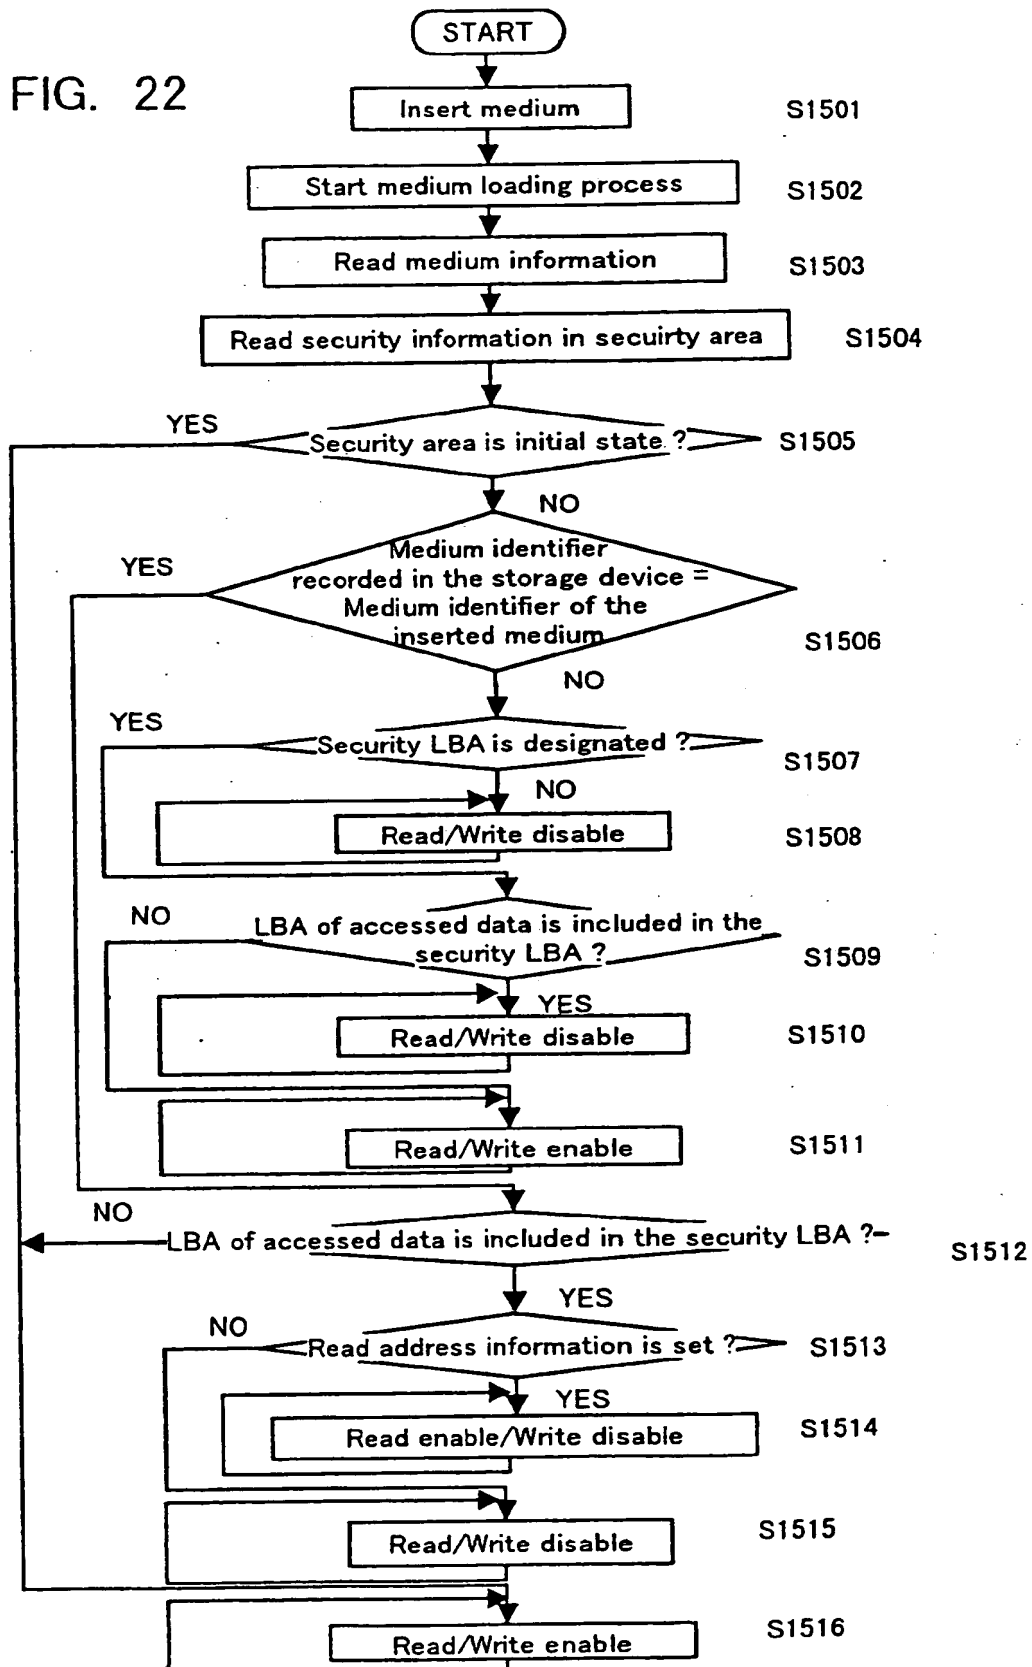 START
FIG. 22
Insert medium
S1501
Start medium loading process
S1502
Read medium information
S1503
Read security information in secuirty area
S1504
YES
Security area is initial state ?
S1505
NO
YES
Medium identifier
recorded in the storage device =
Medium identifier of the
inserted medium
S1506
NO
YES
Security LBA is designated ?
S1507
NO
Read/Write disable
S1508
NO
LBA of accessed data is included in the
security LBA ?
S1509
YES
Read/Write disable
S1510
Read/Write enable
S1511
NO
LBA of accessed data is included in the security LBA ?
S1512
YES
NO
Read address information is set ?
S1513
YES
Read enable/Write disable
S1514
Read/Write disable
S1515
Read/Write enable
S1516